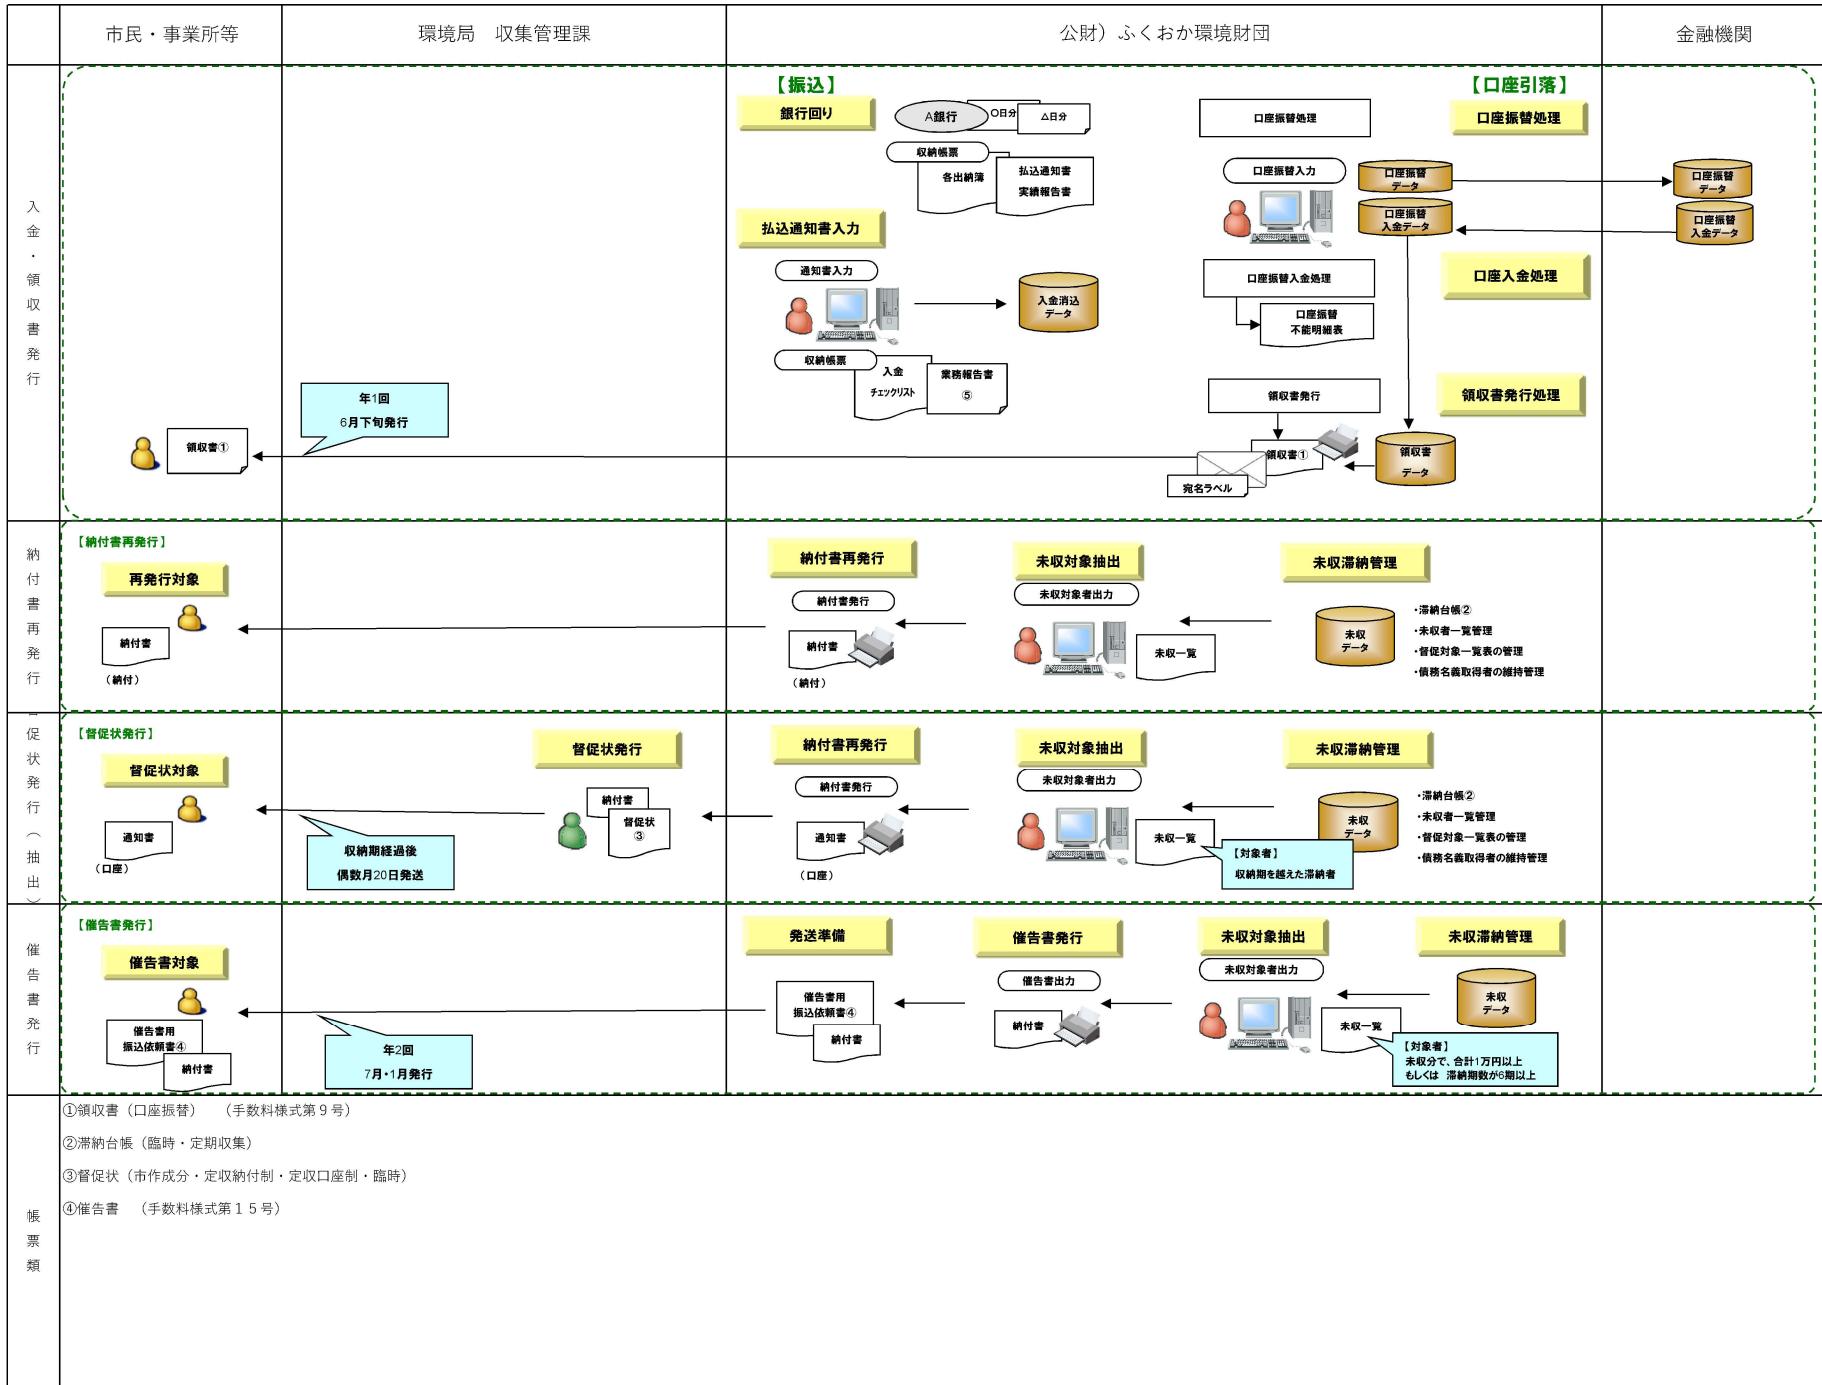 市民・事業所等
環境局　収集管理課
公財）ふくおか環境財団
金融機関
入金・領収書発行
【振込】
【口座引落】
銀行回り
A銀行
〇日分
△日分
収納帳票
各出納簿
払込通知書
実績報告書
口座振替処理
口座振替処理
口座振替入力
口座振替
データ
口座振替
データ
口座振替
入金データ
口座振替
入金データ
払込通知書入力
通知書入力
入金消込
データ
口座振替入金処理
口座入金処理
口座振替
不能明細表
収納帳票
入金
チェックリスト
業務報告書
⑤
領収書発行
領収書発行処理
年1回
6月下旬発行
領収書①
領収書①
宛名ラベル
領収書
データ
納付書再発行
【納付書再発行】
再発行対象
納付書
（納付）
納付書再発行
納付書発行
納付書
（納付）
未収対象抽出
未収対象者出力
未収一覧
未収滞納管理
未収
データ
・滞納台帳②
・未収者一覧管理
・督促対象一覧表の管理
・債務名義取得者の維持管理
促状発行（抽出）
【督促状発行】
督促状対象
通知書
（口座）
収納期経過後
偶数月20日発送
督促状発行
納付書
督促状
③
納付書再発行
納付書発行
通知書
（口座）
未収対象抽出
未収対象者出力
未収一覧
【対象者】
収納期を越えた滞納者
未収滞納管理
未収
データ
・滞納台帳②
・未収者一覧管理
・督促対象一覧表の管理
・債務名義取得者の維持管理
催告書発行
【催告書発行】
催告書対象
催告書用
振込依頼書④
納付書
年2回
7月・1月発行
発送準備
催告書用
振込依頼書④
納付書
催告書発行
催告書出力
納付書
未収対象抽出
未収対象者出力
未収一覧
未収滞納管理
未収
データ
【対象者】
未収分で、合計1万円以上
もしくは 滞納期数が6期以上
帳票類
①領収書（口座振替）　（手数料様式第９号）
②滞納台帳（臨時・定期収集）
③督促状（市作成分・定収納付制・定収口座制・臨時）
④催告書　（手数料様式第１５号）